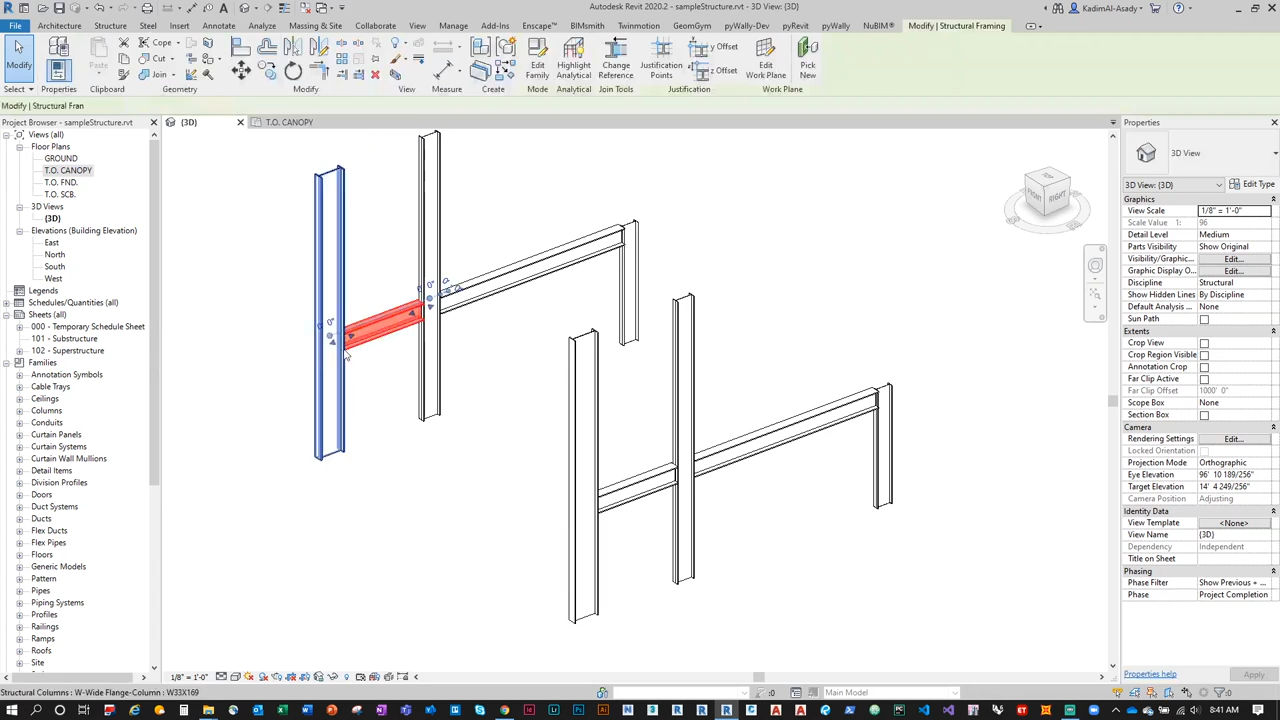 Autodesk Revit 2020.2 - sampleStructure.rvt - 3D View: {3D}
KadimAl-Asady
File Architecture Structure Steel Systems Insert Annotate Analyze Massing & Site Collaborate View Manage Add-Ins Enscape™ BIMsmith Twinmotion GeomGym pyWally-Dev pyRevit pyWally NuBIM® Modify | Structural Framing
Modify
Properties
Paste
Cope
Cut
Join
Edit Family
Highlight Analytical
Change Reference
Justification Points
y Offset
z Offset
Edit Work Plane
Pick New
Select Properties Clipboard Geometry Modify View Measure Create Mode Analytical Join Tools Justification Work Plane
Modify | Structural Fran
Project Browser - sampleStructure.rvt
Views (all)
Floor Plans
GROUND
T.O. CANOPY
T.O. FND.
T.O. SCB.
3D Views
{3D}
Elevations (Building Elevation)
East
North
South
West
Legends
Schedules/Quantities (all)
Sheets (all)
000 - Temporary Schedule Sheet
101 - Substructure
102 - Superstructure
Families
Annotation Symbols
Cable Trays
Ceilings
Columns
Conduits
Curtain Panels
Curtain Systems
Curtain Wall Mullions
Detail Items
Division Profiles
Doors
Duct Systems
Ducts
Flex Ducts
Flex Pipes
Floors
Generic Models
Pattern
Pipes
Piping Systems
Profiles
Railings
Ramps
Roofs
Site
{3D}
T.O. CANOPY
TOP
FRONT
RIGHT
Properties
3D View
3D View: {3D} Edit Type
Graphics
View Scale 1/8" = 1'-0"
Scale Value 1: 96
Detail Level Medium
Parts Visibility Show Original
Visibility/Graphic... Edit...
Graphic Display O... Edit...
Discipline Structural
Show Hidden Lines By Discipline
Default Analysis ... None
Sun Path
Extents
Crop View
Crop Region Visible
Annotation Crop
Far Clip Active
Far Clip Offset 1000' 0"
Scope Box None
Section Box
Camera
Rendering Settings Edit...
Locked Orientation
Projection Mode Orthographic
Eye Elevation 96' 10 189/256"
Target Elevation 14' 4 249/256"
Camera Position Adjusting
Identity Data
View Template <None>
View Name {3D}
Dependency Independent
Title on Sheet
Phasing
Phase Filter Show Previous + ...
Phase Project Completion
Properties help Apply
1/8" = 1'-0"
Structural Columns : W-Wide Flange-Column : W33X169
:0
Main Model
:0
8:41 AM